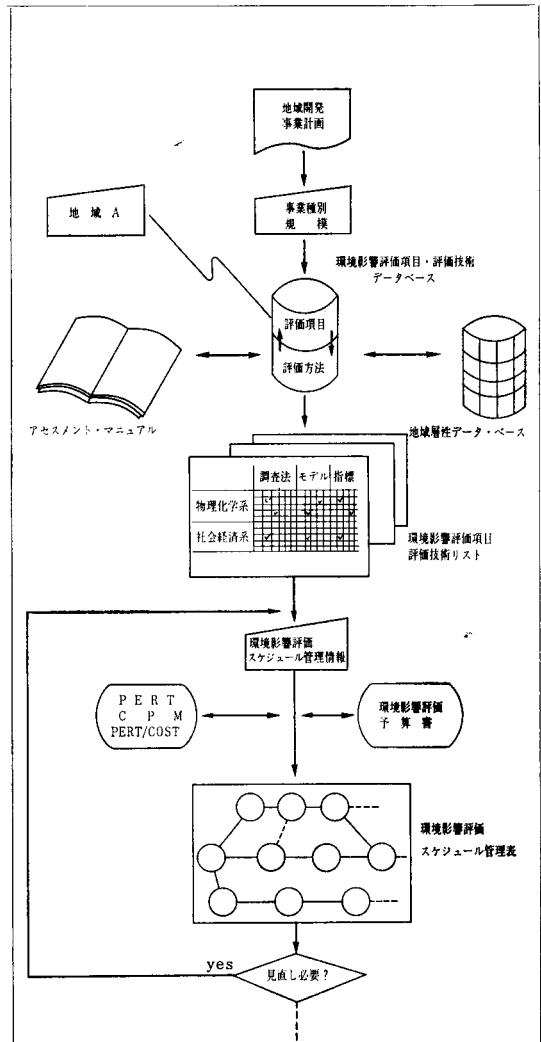 地域開発
事業計画
地域A
事業種別
規模
環境影響評価項目・評価技術
データベース
評価項目
評価方法
アセスメント・マニュアル
地域層性データ・ベース
調査法 モデル 指標
物理化学系
社会経済系
環境影響評価項目
評価技術リスト
環境影響評価
スケジュール管理情報
PERT
CPM
PERT/COST
環境影響評価
予算書
環境影響評価
スケジュール管理表
yes
見直し必要?